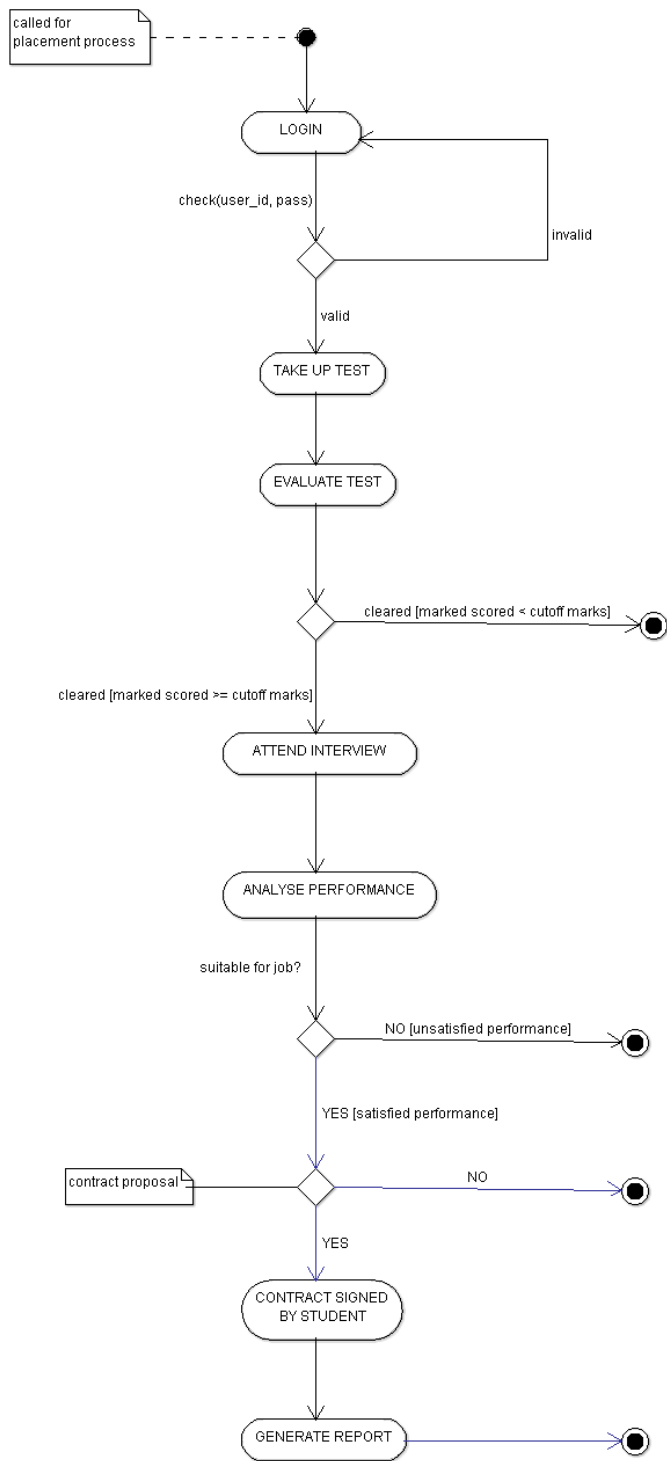 called for
placement process
LOGIN
check(user_id, pass)
invalid
valid
TAKE UP TEST
EVALUATE TEST
cleared [marked scored < cutoff marks]
cleared [marked scored >= cutoff marks]
ATTEND INTERVIEW
ANALYSE PERFORMANCE
suitable for job?
NO [unsatisfied performance]
YES [satisfied performance]
contract proposal
NO
YES
CONTRACT SIGNED
BY STUDENT
GENERATE REPORT